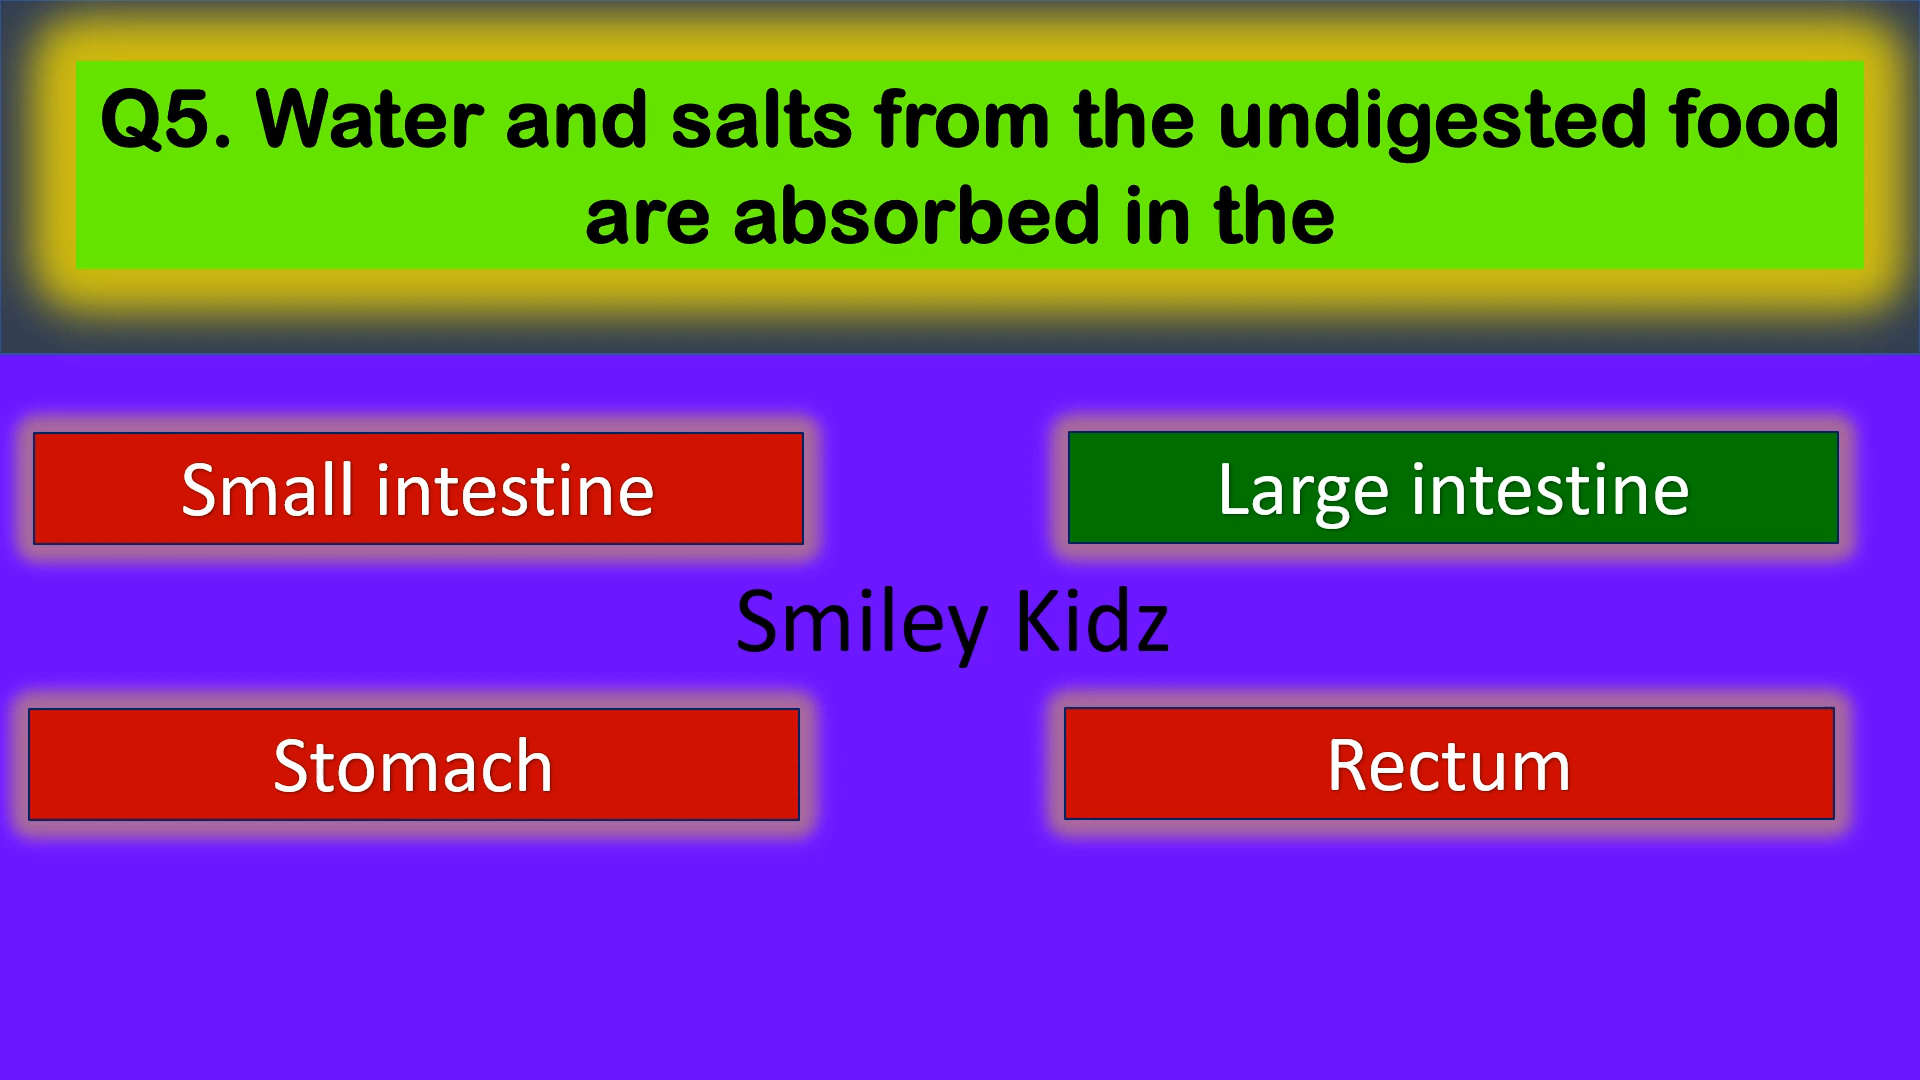 Q5. Water and salts from the undigested food
are absorbed in the
Small intestine
Large intestine
Smiley Kidz
Stomach
Rectum